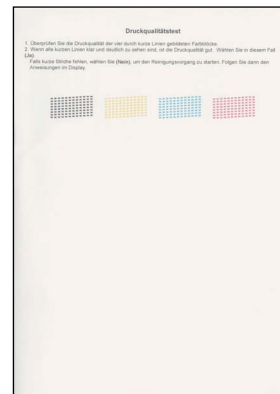 Druckqualitätstest
1. Überprüfen Sie die Druckqualität der vier durch kurze Linien gebildeten Farbblöcke.
2. Wenn alle kurzen Linien klar und deutlich zu sehen sind, ist die Druckqualität gut. Wählen Sie in diesem Fall
(Ja).
Falls kurze Striche fehlen, wählen Sie (Nein), um den Reinigungsvorgang zu starten. Folgen Sie dann den
Anweisungen im Display.